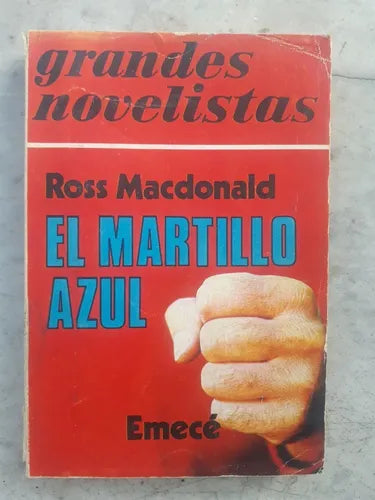 grandes
novelistas
Ross Macdonald
EL MARTILLO
AZUL
Emecé